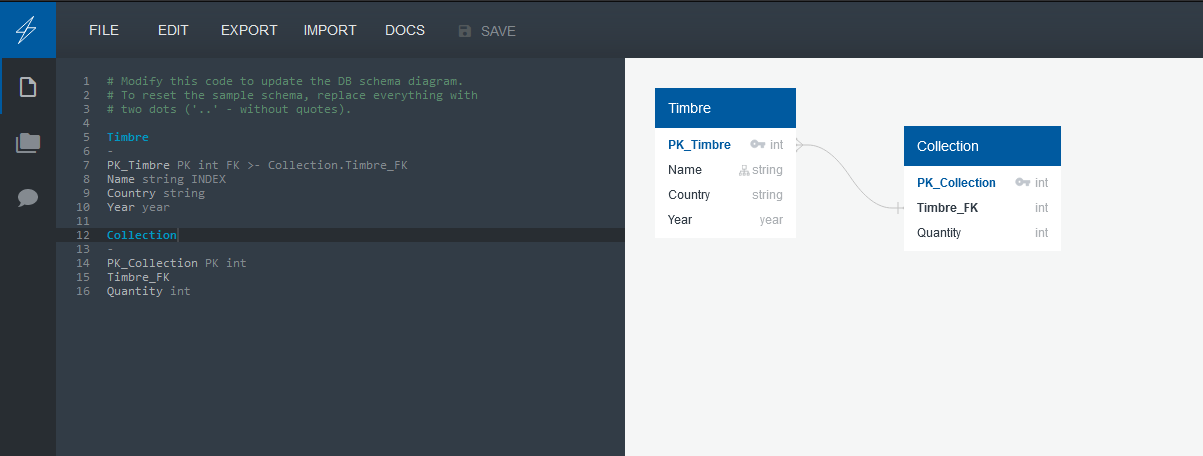 FILE EDIT EXPORT IMPORT DOCS SAVE
1 # Modify this code to update the DB schema diagram.
2 # To reset the sample schema, replace everything with
3 # two dots ('..' - without quotes).
4
5 Timbre
6 -
7 PK_Timbre PK int FK >- Collection.Timbre_FK
8 Name string INDEX
9 Country string
10 Year year
11
12 Collection
13 -
14 PK_Collection PK int
15 Timbre_FK
16 Quantity int
Timbre
PK_Timbre int
Name string
Country string
Year year
Collection
PK_Collection int
Timbre_FK int
Quantity int